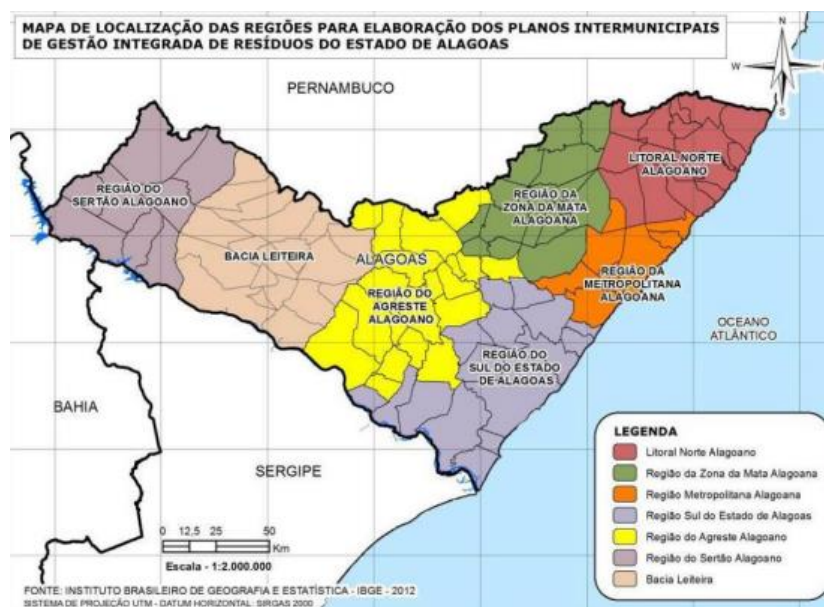 MAPA DE LOCALIZAÇÃO DAS REGIÕES PARA ELABORAÇÃO DOS PLANOS INTERMUNICIPAIS
DE GESTÃO INTEGRADA DE RESÍDUOS DO ESTADO DE ALAGOAS
N
W
S
PERNAMBUCO
LITORAL NORTE
ALAGOANO
REGIÃO DO
SERTÃO ALAGOANO
REGIÃO DA
ZONA DA MATA
ALAGOANA
BACIA LEITEIRA
ALAGOAS
REGIÃO DA
METROPOLITANA
ALAGOANA
REGIÃO DO
AGRESTE
ALAGOANO
OCEANO
ATLÂNTICO
REGIÃO DO
SUL DO ESTADO
DE ALAGOAS
BAHIA
SERGIPE
LEGENDA
Litoral Norte Alagoano
Região da Zona da Mata Alagoana
Região Metropolitana Alagoana
Região Sul do Estado de Alagoas
Região do Agreste Alagoano
Região do Sertão Alagoano
Bacia Leiteira
0 12,5 25 50
Km
Escala - 1:2.000.000
FONTE: INSTITUTO BRASILEIRO DE GEOGRAFIA E ESTATÍSTICA - IBGE - 2012
SISTEMA DE PROJEÇÃO UTM - DATUM HORIZONTAL: SIRGAS 2000